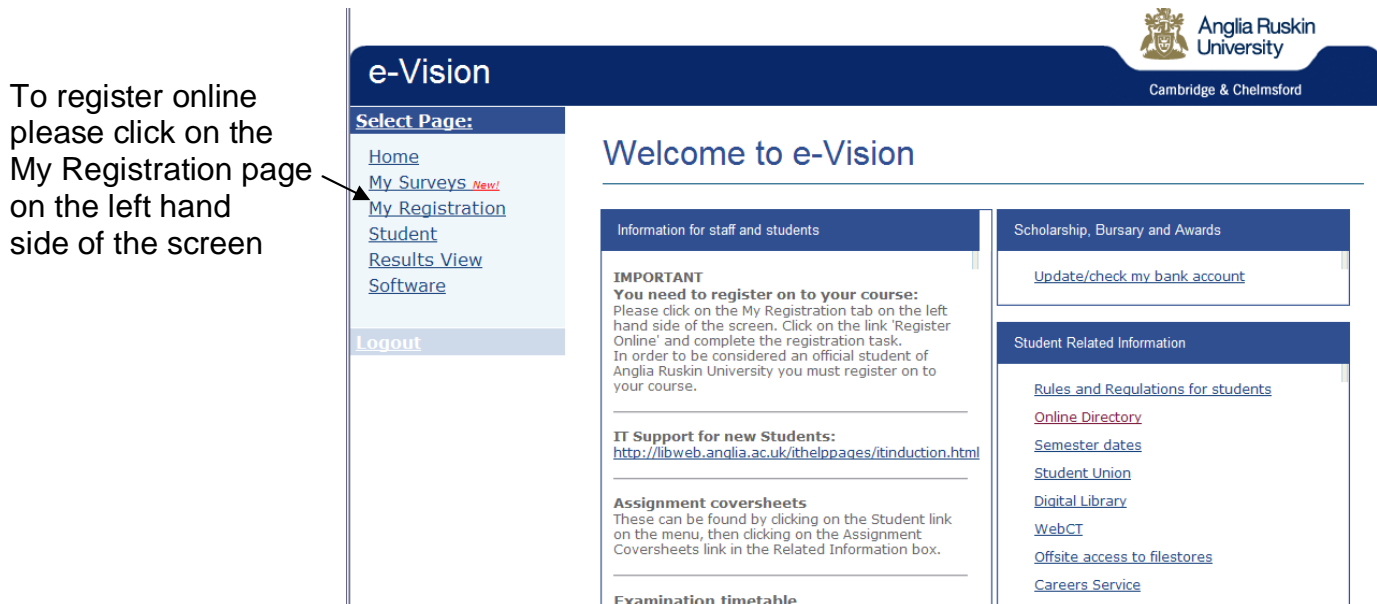 Anglia Ruskin
University
e-Vision
Cambridge & Chelmsford
To register online
please click on the
My Registration page
on the left hand
side of the screen
Select Page:
Home
My Surveys New!
My Registration
Student
Results View
Software
Logout
Welcome to e-Vision
Information for staff and students
IMPORTANT
You need to register on to your course:
Please click on the My Registration tab on the left
hand side of the screen. Click on the link 'Register
Online' and complete the registration task.
In order to be considered an official student of
Anglia Ruskin University you must register on to
your course.
IT Support for new Students:
http://libweb.anglia.ac.uk/ithelppages/itinduction.html
Assignment coversheets
These can be found by clicking on the Student link
on the menu, then clicking on the Assignment
Coversheets link in the Related Information box.
Examination timetable
Scholarship, Bursary and Awards
Update/check my bank account
Student Related Information
Rules and Regulations for students
Online Directory
Semester dates
Student Union
Digital Library
WebCT
Offsite access to filestores
Careers Service